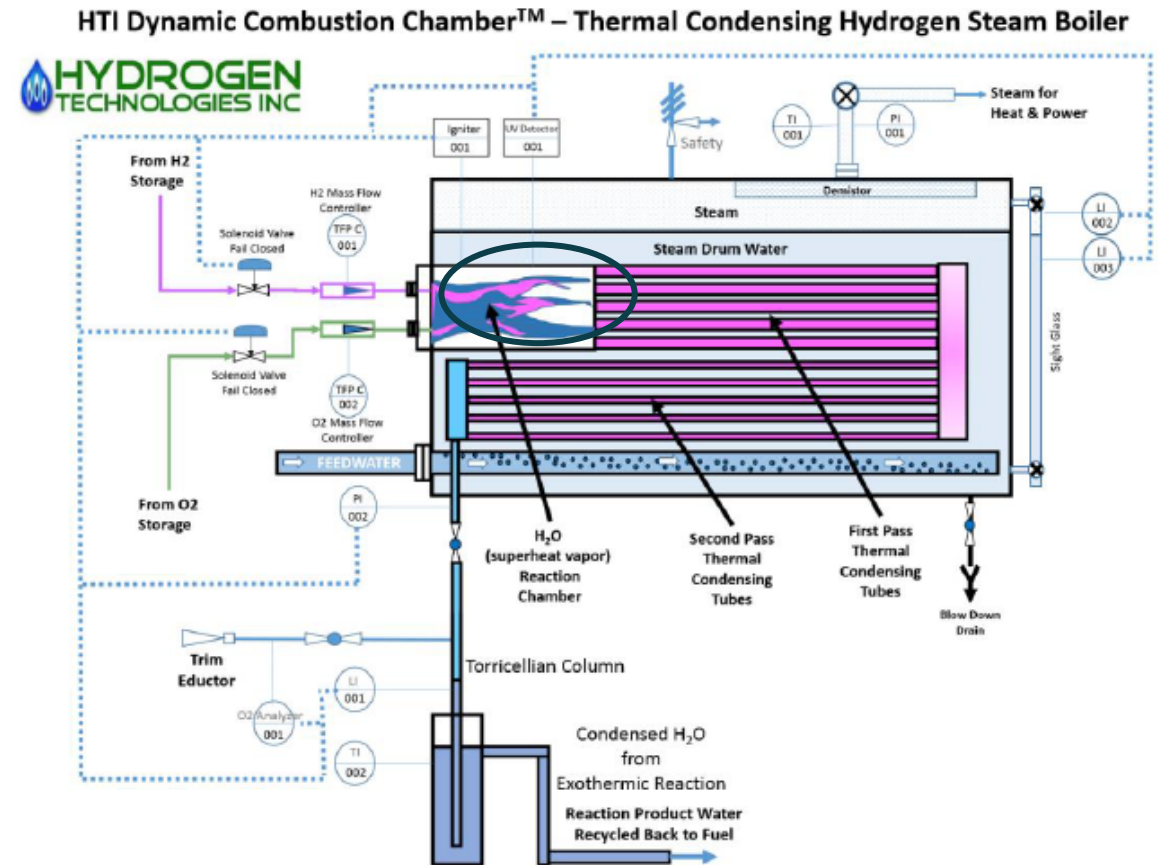 HTI Dynamic Combustion Chamber™ – Thermal Condensing Hydrogen Steam Boiler
HYDROGEN
TECHNOLOGIES INC
Igniter
001
UV Detector
001
Safety
TI
001
PI
001
Steam for
Heat & Power
From H2
Storage
H2 Mass Flow
Controller
TFP C
001
Solenoid Valve
Fail Closed
Demistor
Steam
Steam Drum Water
LI
002
LI
003
Sight Glass
Solenoid Valve
Fail Closed
TFP C
002
O2 Mass Flow
Controller
FEEDWATER
From O2
Storage
PI
002
H₂O
(superheat vapor)
Reaction
Chamber
Second Pass
Thermal
Condensing
Tubes
First Pass
Thermal
Condensing
Tubes
Blow Down
Drain
Trim
Eductor
Torricellian Column
LI
001
O2 Analyzer
001
TI
002
Condensed H₂O
from
Exothermic Reaction
Reaction Product Water
Recycled Back to Fuel